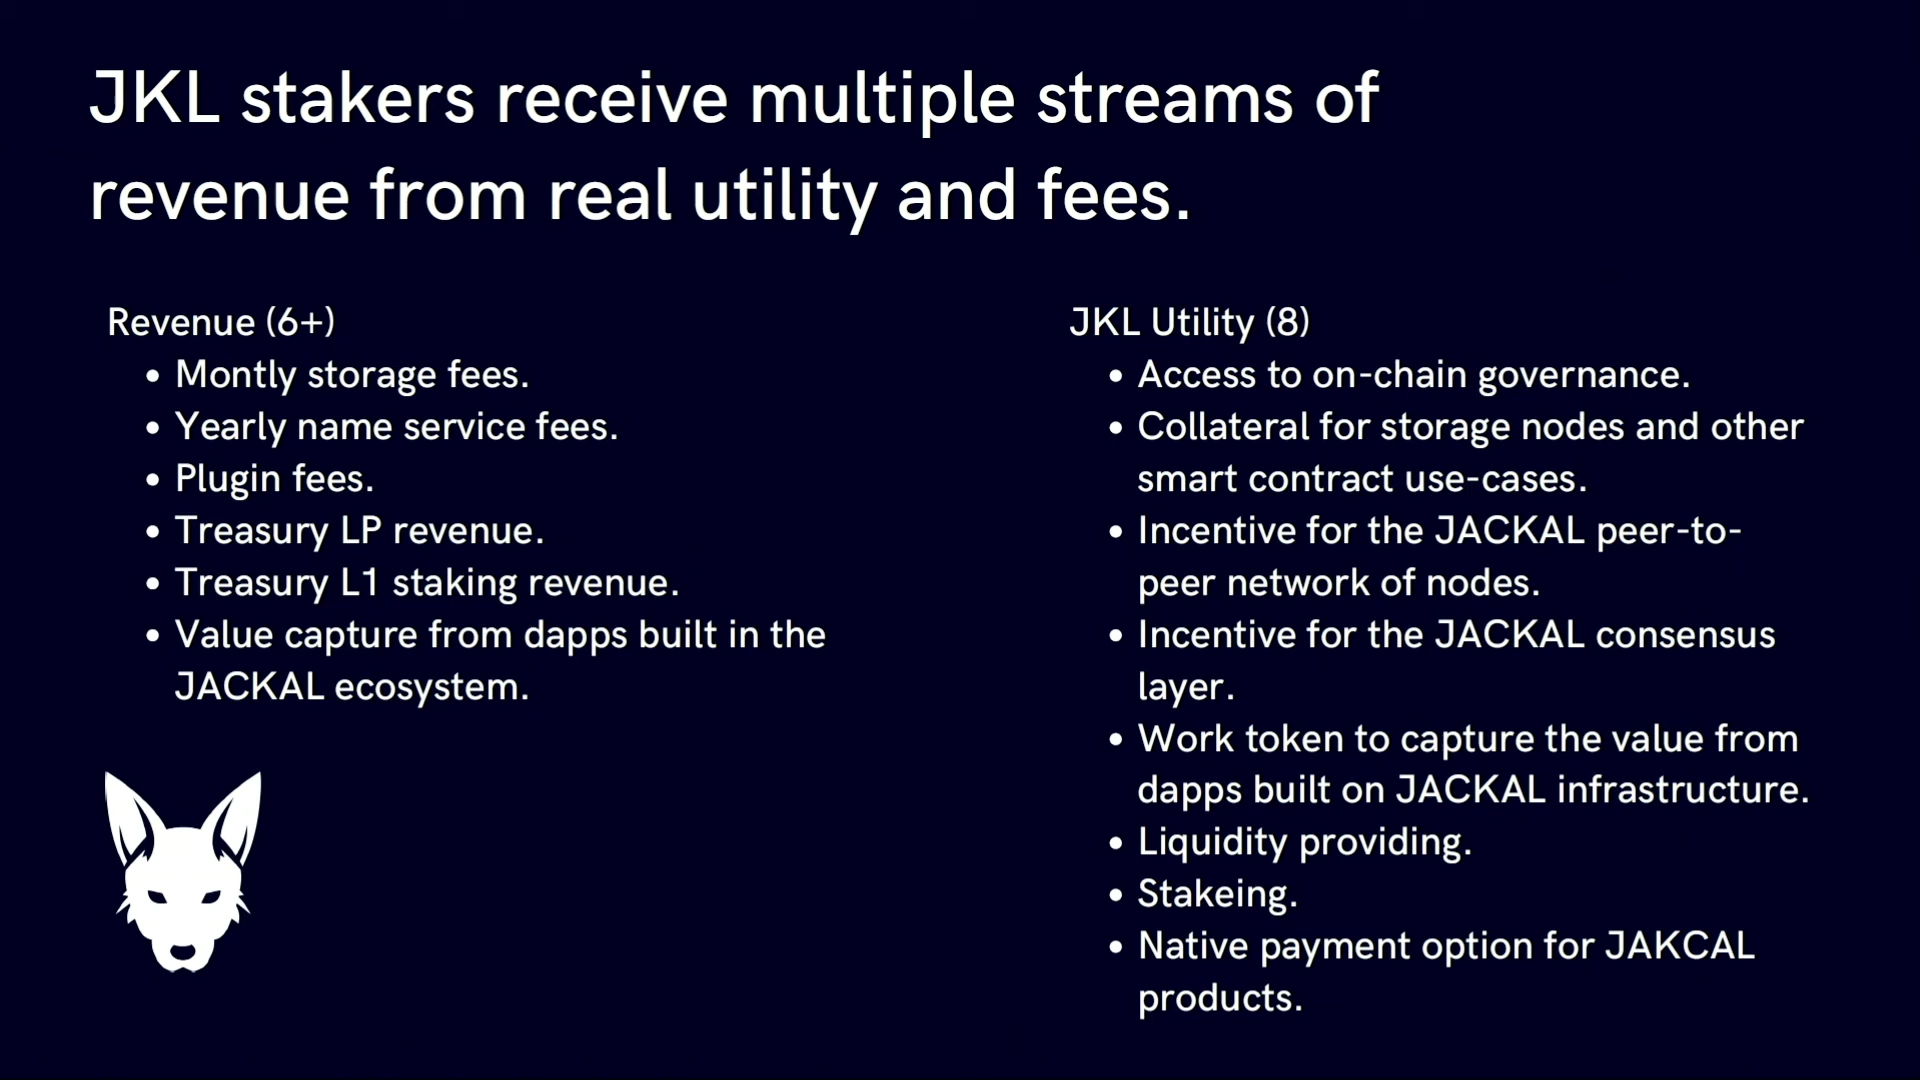 JKL stakers receive multiple streams of
revenue from real utility and fees.
Revenue (6+)
• Montly storage fees.
• Yearly name service fees.
• Plugin fees.
• Treasury LP revenue.
• Treasury L1 staking revenue.
• Value capture from dapps built in the
JACKAL ecosystem.
JKL Utility (8)
• Access to on-chain governance.
• Collateral for storage nodes and other
smart contract use-cases.
• Incentive for the JACKAL peer-to-
peer network of nodes.
• Incentive for the JACKAL consensus
layer.
• Work token to capture the value from
dapps built on JACKAL infrastructure.
• Liquidity providing.
• Stakeing.
• Native payment option for JAKCAL
products.